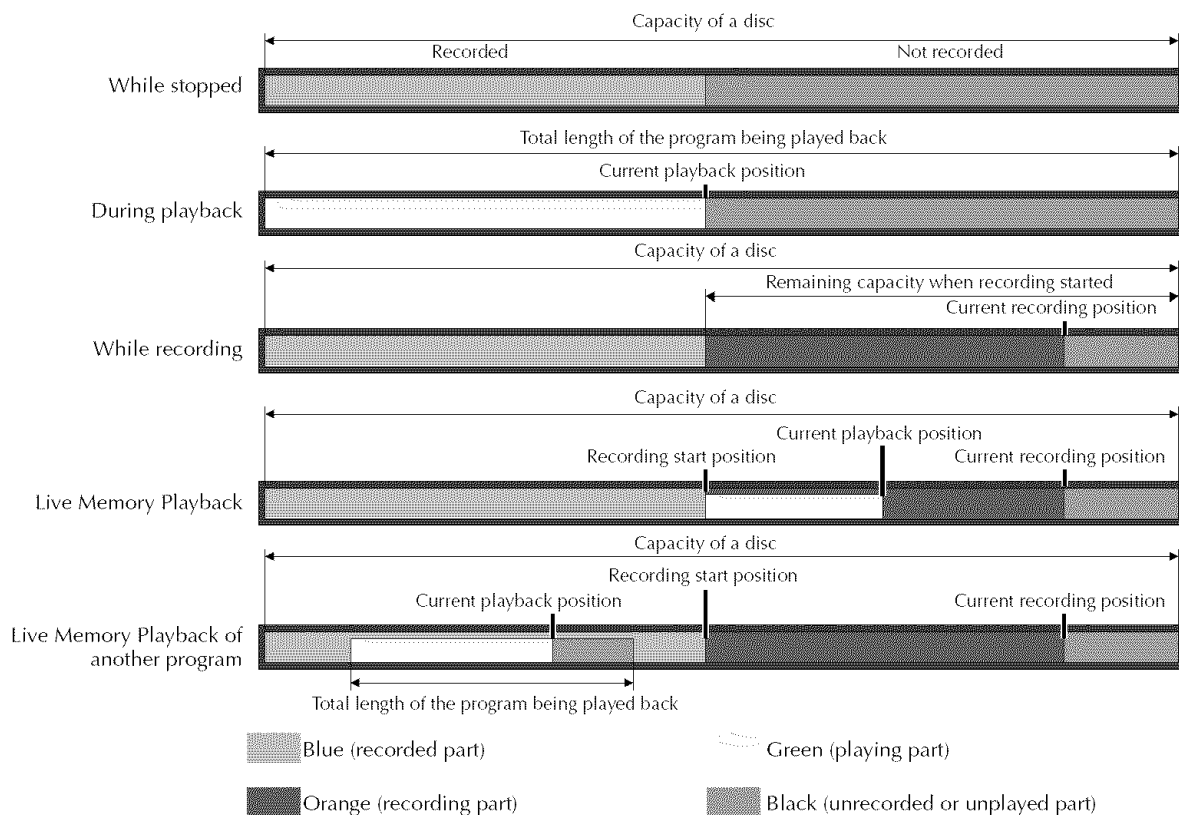 Capacity of a disc
Recorded
Not recorded
While stopped
Total length of the program being played back
Current playback position
During playback
Capacity of a disc
Remaining capacity when recording started
Current recording position
While recording
Capacity of a disc
Current playback position
Recording start position
Current recording position
Live Memory Playback
Capacity of a disc
Recording start position
Current playback position
Current recording position
Live Memory Playback of
another program
Total length of the program being played back
Blue (recorded part)
Green (playing part)
Orange (recording part)
Black (unrecorded or unplayed part)